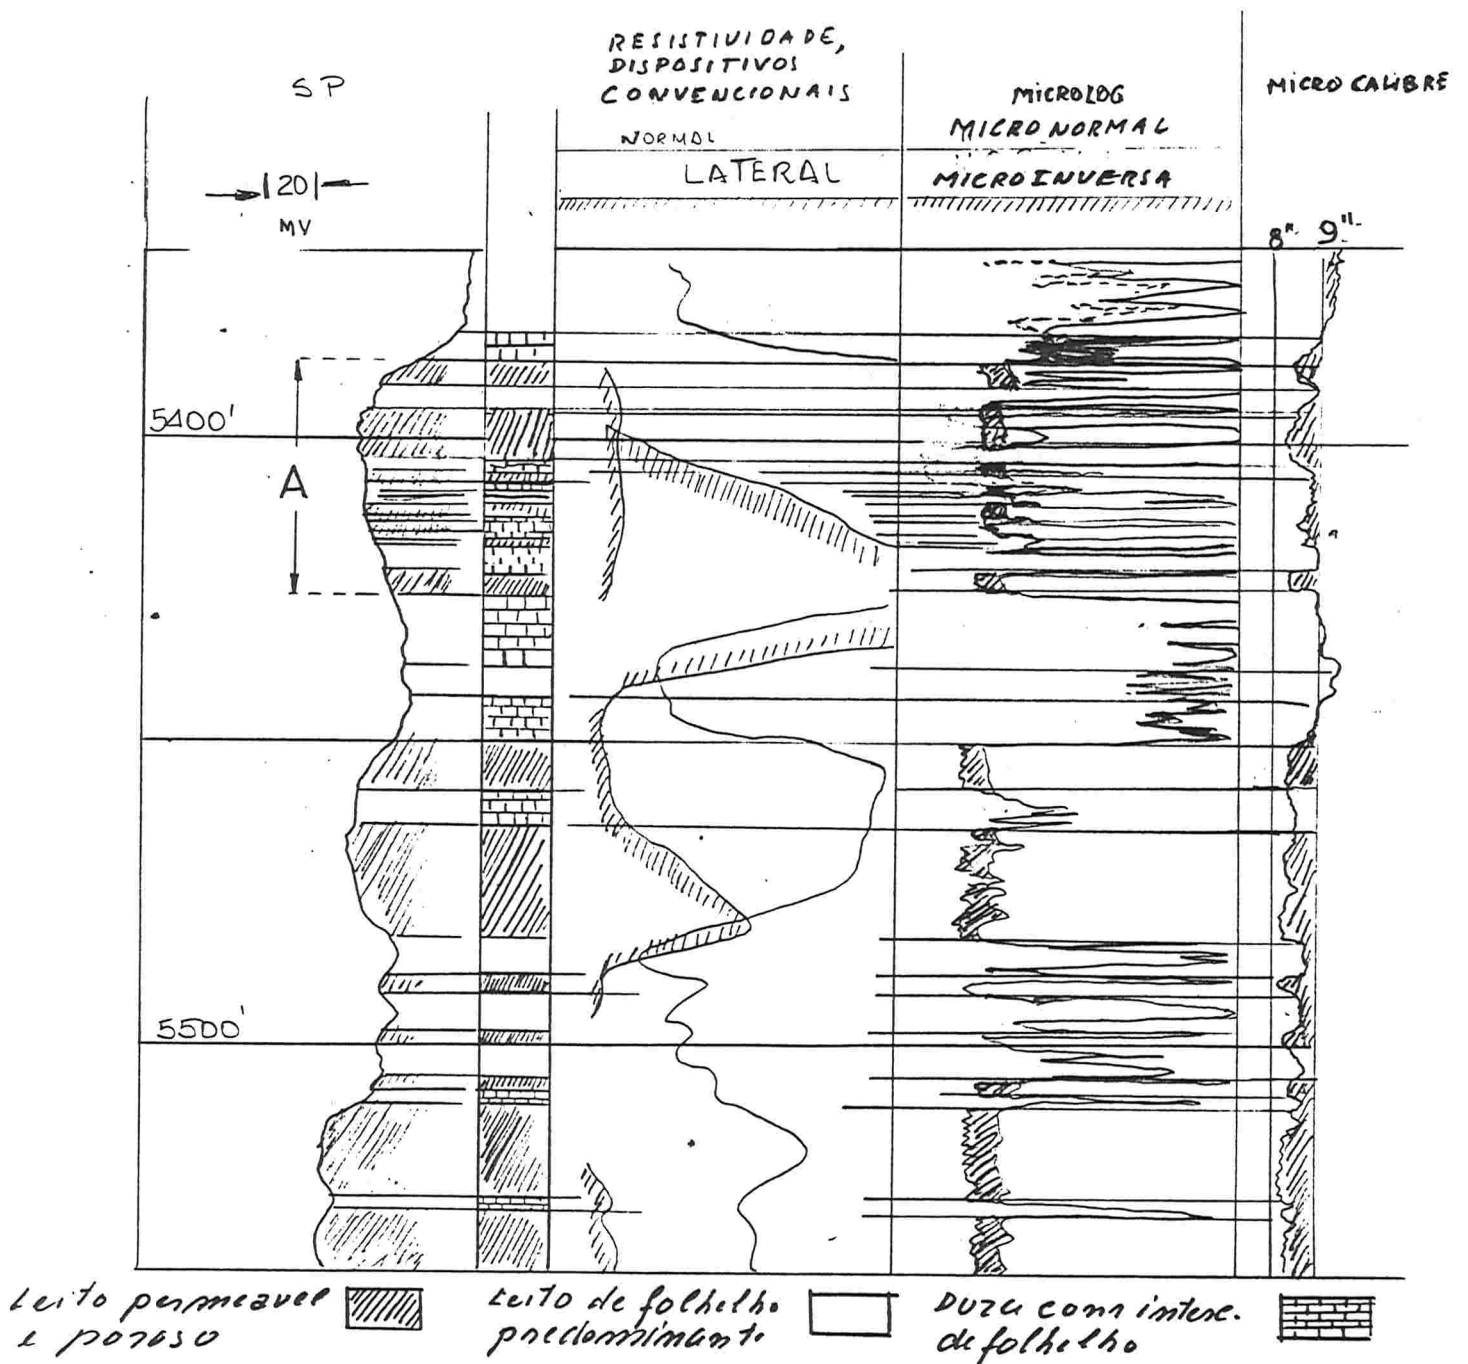 SP
RESISTIVIDADE,
DISPOSITIVOS
CONVENCIONAIS
NORMAL
LATERAL
MICROLOG
MICRO NORMAL
MICROINVERSA
MICRO CALIBRE
|20|
MV
8" 9"
5400'
A
5500'
Leito permeavel
e poroso
Leito de folhelho
predominante
Dura com interc.
de folhelho